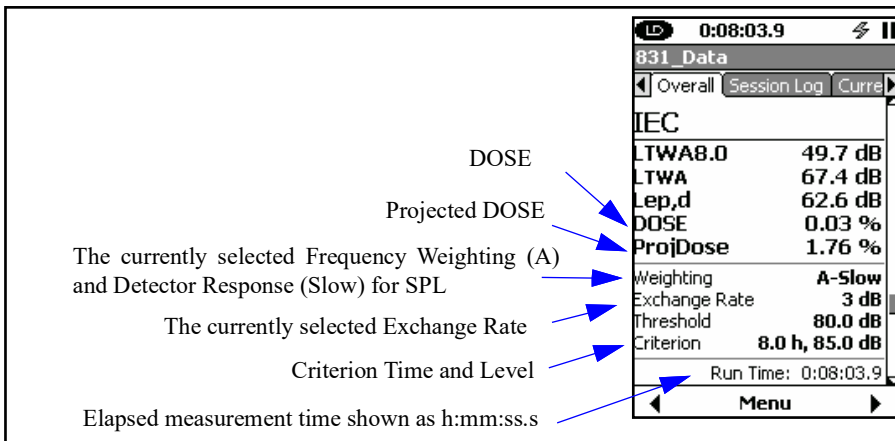 LD 0:08:03.9
831_Data
Overall Session Log Curre
IEC
LTWA8.0 49.7 dB
LTWA 67.4 dB
Lep,d 62.6 dB
DOSE 0.03 %
ProjDose 1.76 %
Weighting A-Slow
Exchange Rate 3 dB
Threshold 80.0 dB
Criterion 8.0 h, 85.0 dB
Run Time: 0:08:03.9
Menu
DOSE
Projected DOSE
The currently selected Frequency Weighting (A)
and Detector Response (Slow) for SPL
The currently selected Exchange Rate
Criterion Time and Level
Elapsed measurement time shown as h:mm:ss.s